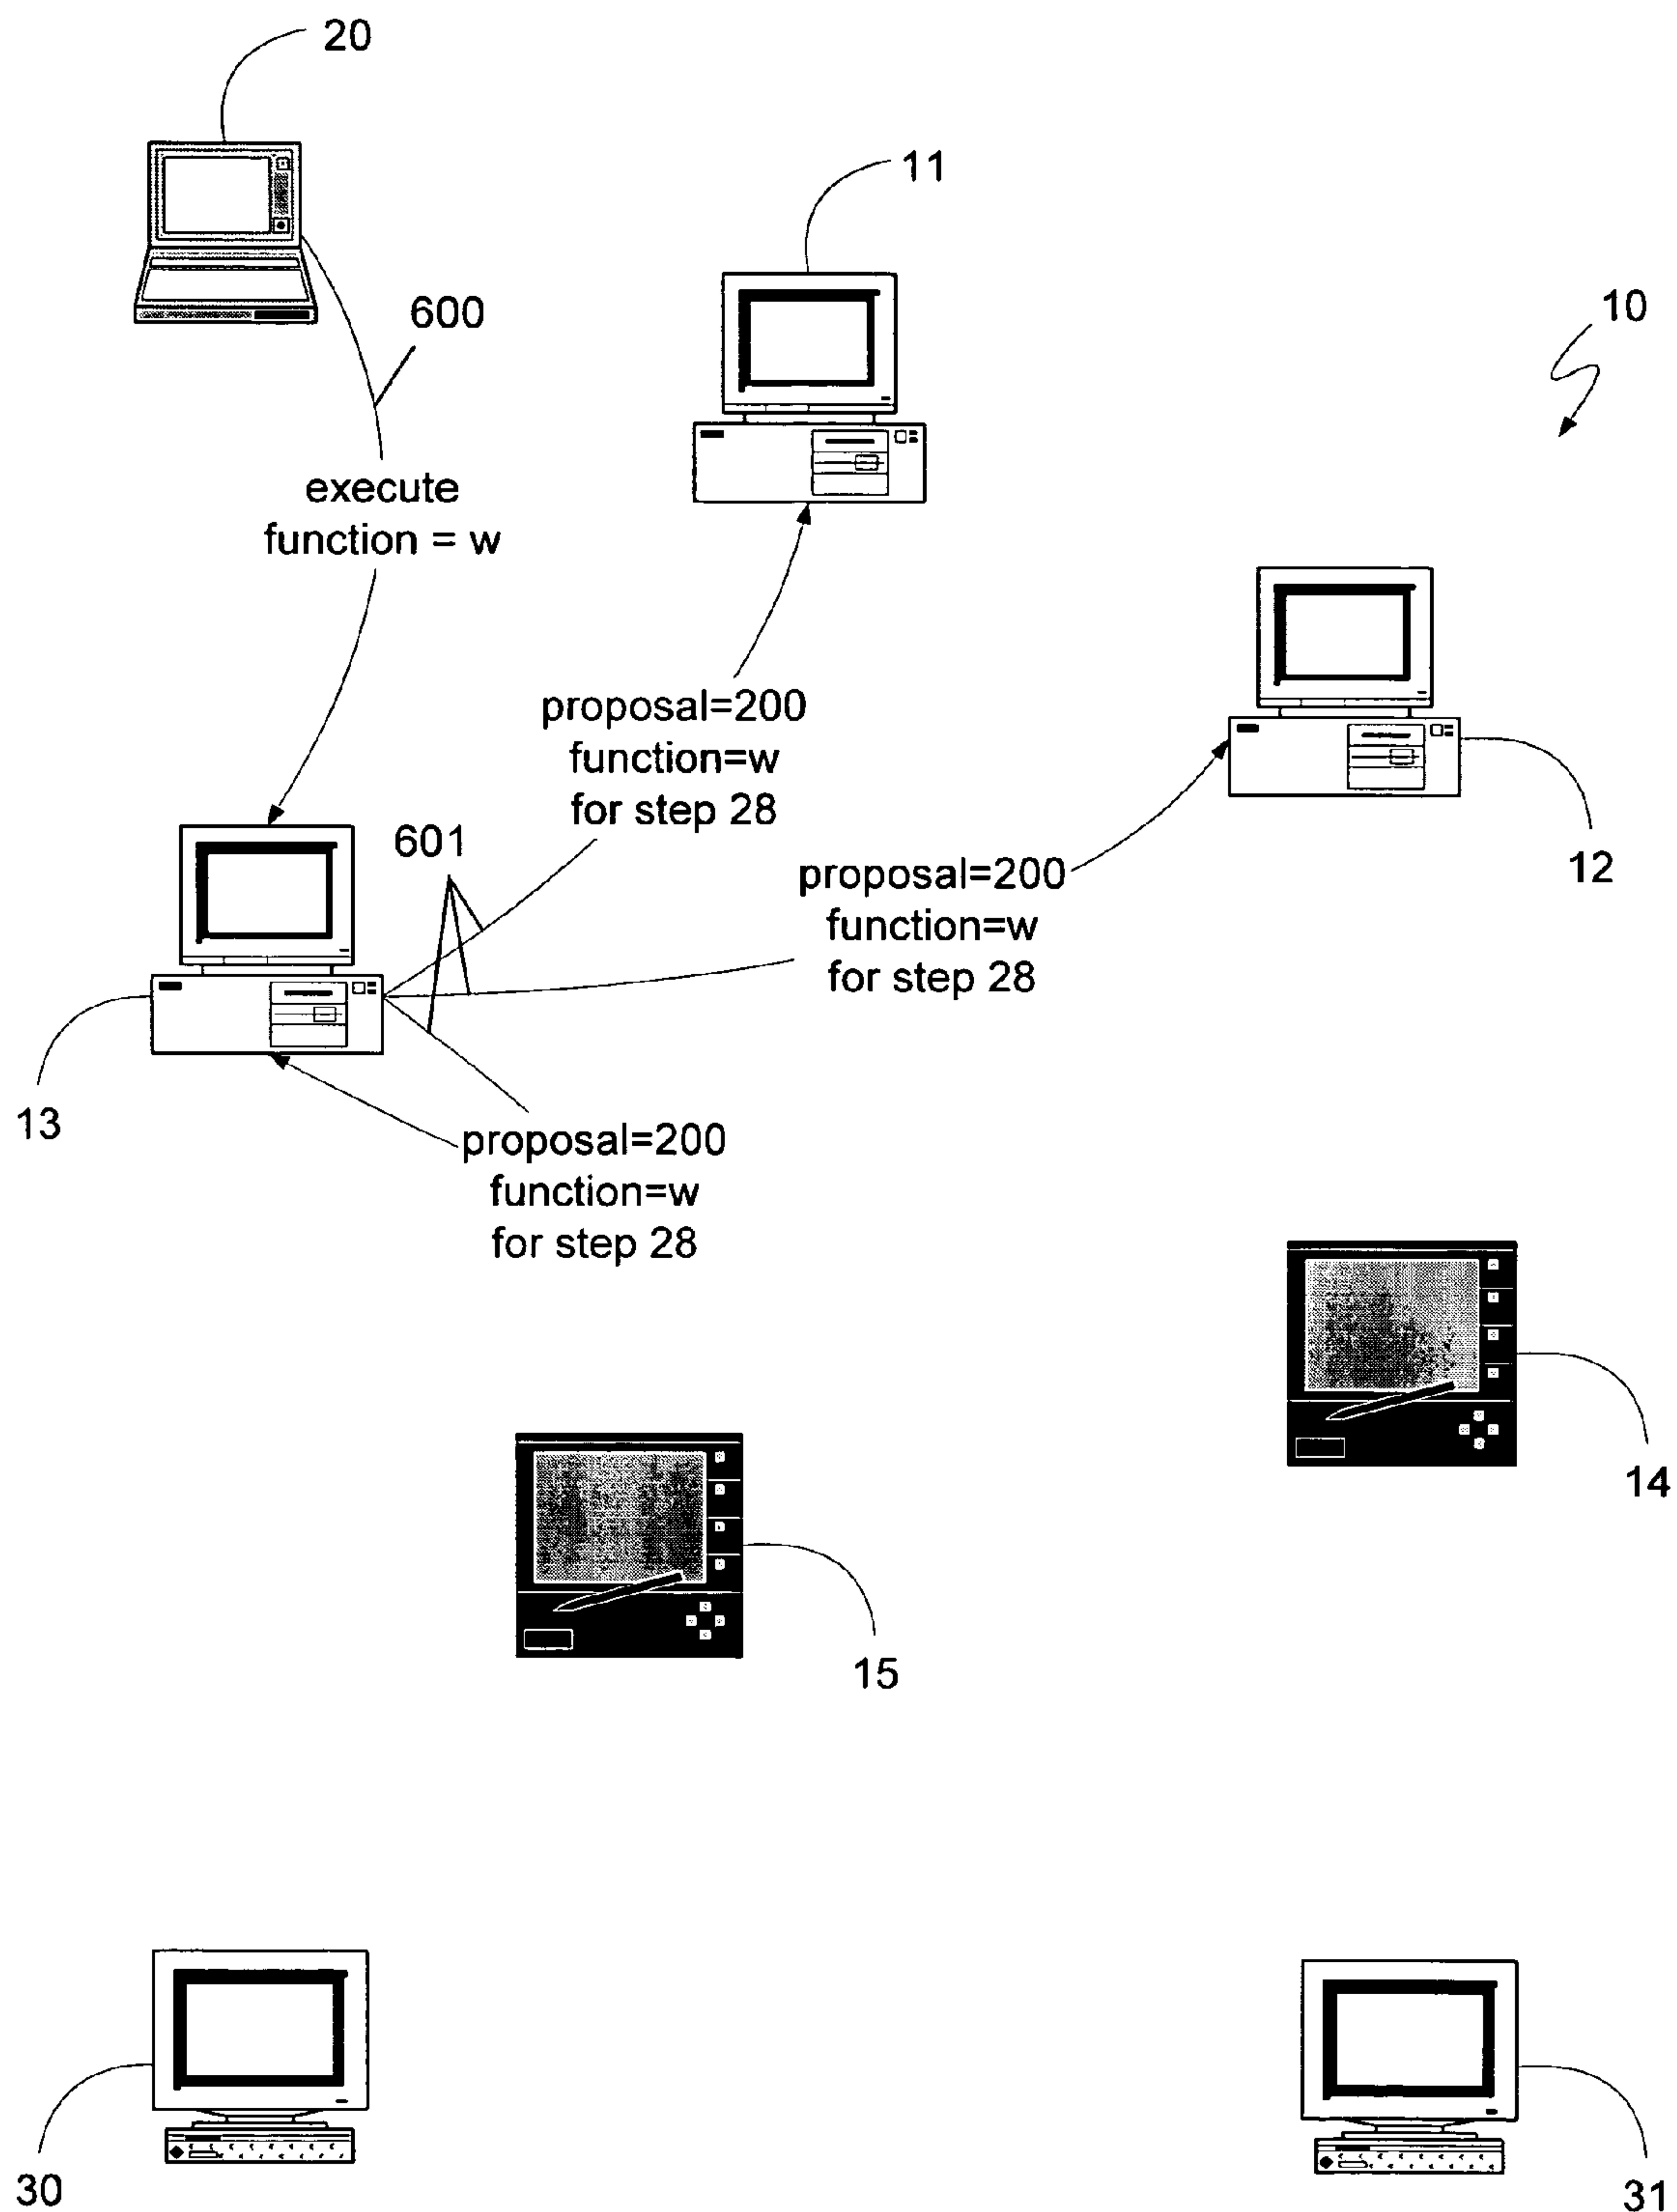 20
11
10
600
execute
function = w
proposal=200
function=w
for step 28
601
12
proposal=200
function=w
for step 28
13
proposal=200
function=w
for step 28
14
15
30
31